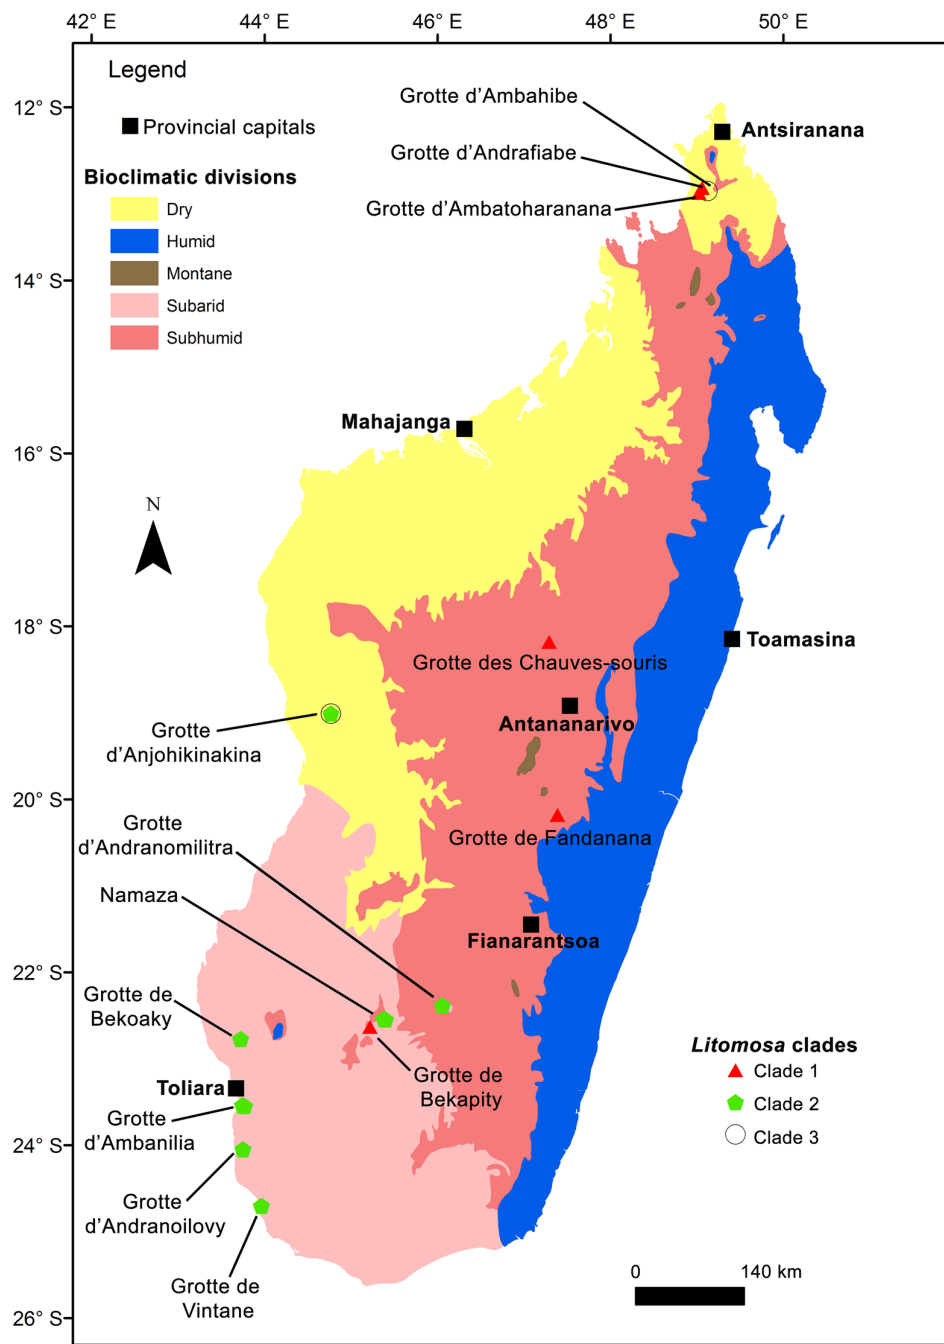 42° E
44° E
46° E
48° E
50° E
Legend
Provincial capitals
Bioclimatic divisions
Dry
Humid
Montane
Subarid
Subhumid
12° S
14° S
16° S
18° S
20° S
22° S
24° S
26° S
N
Grotte d’Ambahibe
Antsiranana
Grotte d’Andrafiabe
Grotte d’Ambatoharanana
Mahajanga
Toamasina
Grotte des Chauves-souris
Antananarivo
Grotte
d’Anjohikinakina
Grotte
d’Andranomilitra
Grotte de Fandanana
Namaza
Fianarantsoa
Grotte de
Bekoaky
Grotte de
Bekapity
Toliara
Grotte
d’Ambanilia
Grotte
d’Andranoilovy
Grotte de
Vintane
Litomosa clades
Clade 1
Clade 2
Clade 3
0
140 km